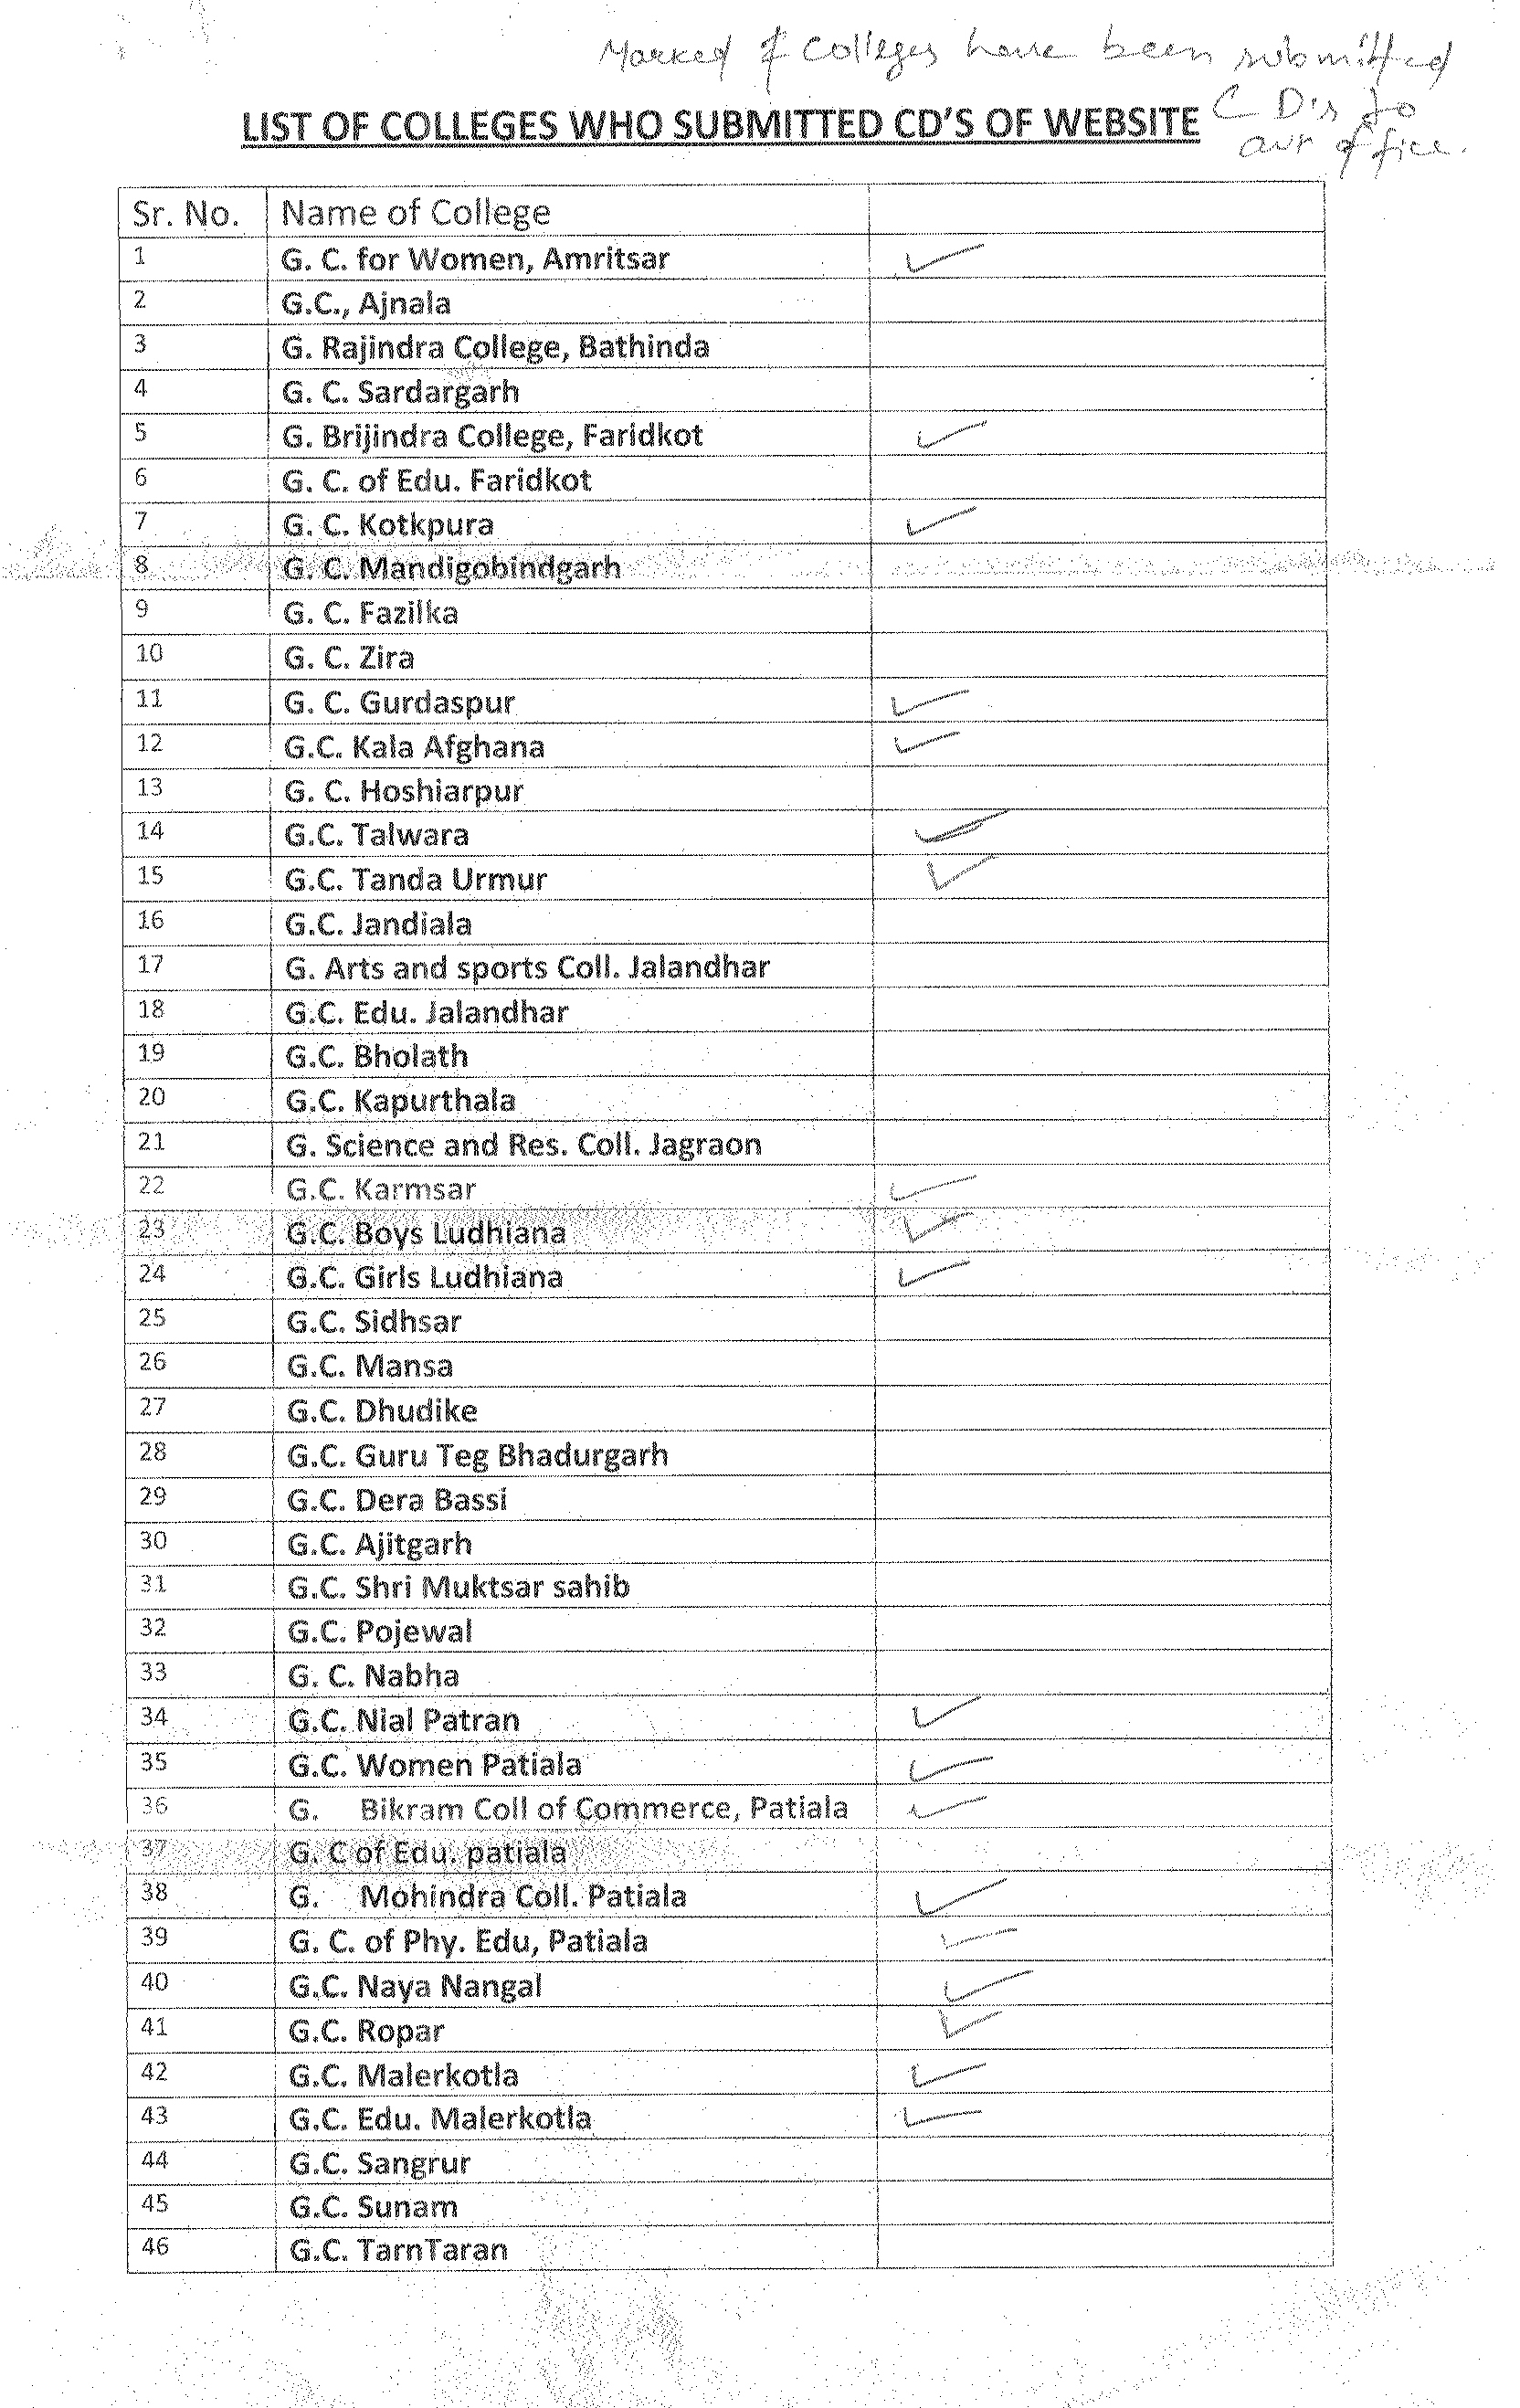 Marked of Colleges have been submitted
LIST OF COLLEGES WHO SUBMITTED CD'S OF WEBSITE C D's to
our office.
Sr. No. Name of College
1 G. C. for Women, Amritsar ✓
2 G.C., Ajnala
3 G. Rajindra College, Bathinda
4 G. C. Sardargarh
5 G. Brijindra College, Faridkot ✓
6 G. C. of Edu. Faridkot
7 G. C. Kotkpura ✓
8 G. C. Mandigobindgarh
9 G. C. Fazilka
10 G. C. Zira
11 G. C. Gurdaspur ✓
12 G.C. Kala Afghana ✓
13 G. C. Hoshiarpur
14 G.C. Talwara ✓
15 G.C. Tanda Urmur ✓
16 G.C. Jandiala
17 G. Arts and sports Coll. Jalandhar
18 G.C. Edu. Jalandhar
19 G.C. Bholath
20 G.C. Kapurthala
21 G. Science and Res. Coll. Jagraon
22 G.C. Karmsar ✓
23 G.C. Boys Ludhiana ✓
24 G.C. Girls Ludhiana ✓
25 G.C. Sidhsar
26 G.C. Mansa
27 G.C. Dhudike
28 G.C. Guru Teg Bhadurgarh
29 G.C. Dera Bassi
30 G.C. Ajitgarh
31 G.C. Shri Muktsar sahib
32 G.C. Pojewal
33 G. C. Nabha
34 G.C. Nial Patran ✓
35 G.C. Women Patiala ✓
36 G. Bikram Coll of Commerce, Patiala ✓
37 G. C of Edu. patiala
38 G. Mohindra Coll. Patiala ✓
39 G. C. of Phy. Edu, Patiala ✓
40 G.C. Naya Nangal ✓
41 G.C. Ropar ✓
42 G.C. Malerkotla ✓
43 G.C. Edu. Malerkotla ✓
44 G.C. Sangrur
45 G.C. Sunam
46 G.C. TarnTaran